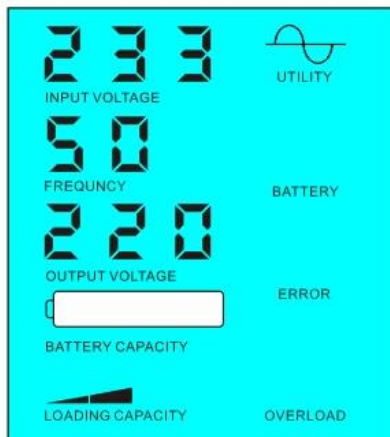 233
INPUT VOLTAGE
UTILITY
50
FREQUNCY
BATTERY
220
OUTPUT VOLTAGE
ERROR
BATTERY CAPACITY
LOADING CAPACITY
OVERLOAD